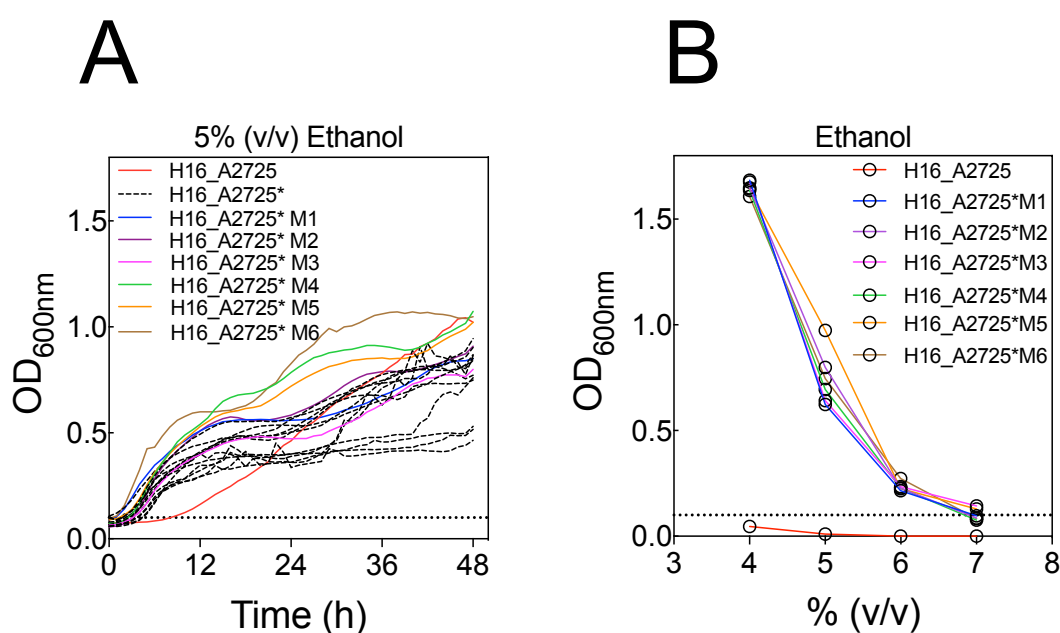 A
5% (v/v) Ethanol
H16_A2725
H16_A2725*
H16_A2725* M1
H16_A2725* M2
H16_A2725* M3
H16_A2725* M4
H16_A2725* M5
H16_A2725* M6
1.5
1.0
0.5
0.0
OD600nm
0 12 24 36 48
Time (h)
B
Ethanol
H16_A2725
H16_A2725*M1
H16_A2725*M2
H16_A2725*M3
H16_A2725*M4
H16_A2725*M5
H16_A2725*M6
1.5
1.0
0.5
0.0
OD600nm
3 4 5 6 7 8
% (v/v)